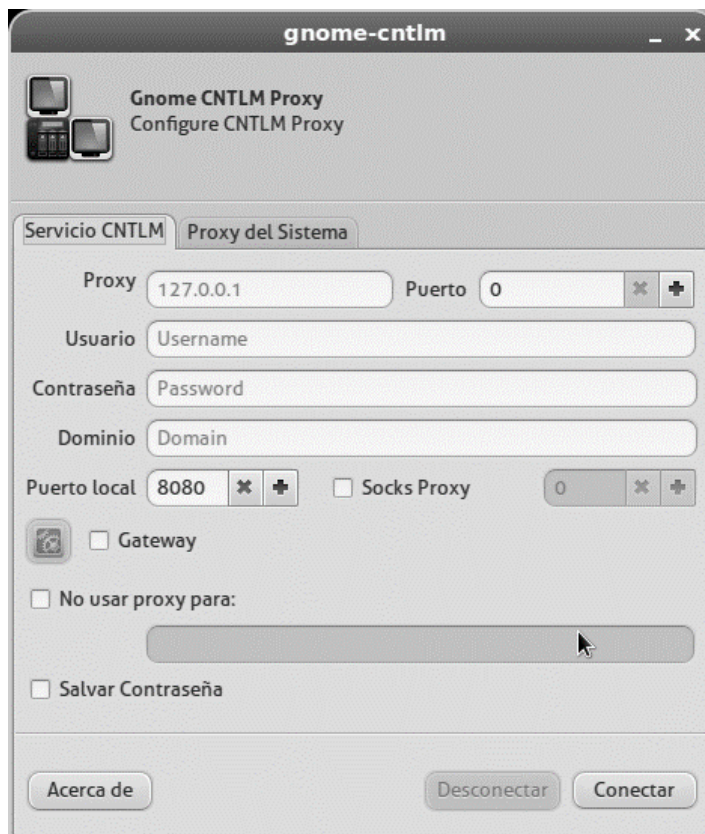 gnome-cntlm
Gnome CNTLM Proxy
Configure CNTLM Proxy
Servicio CNTLM Proxy del Sistema
Proxy 127.0.0.1 Puerto 0
Usuario Username
Contraseña Password
Dominio Domain
Puerto local 8080 Socks Proxy 0
Gateway
No usar proxy para:
Salvar Contraseña
Acerca de Desconectar Conectar